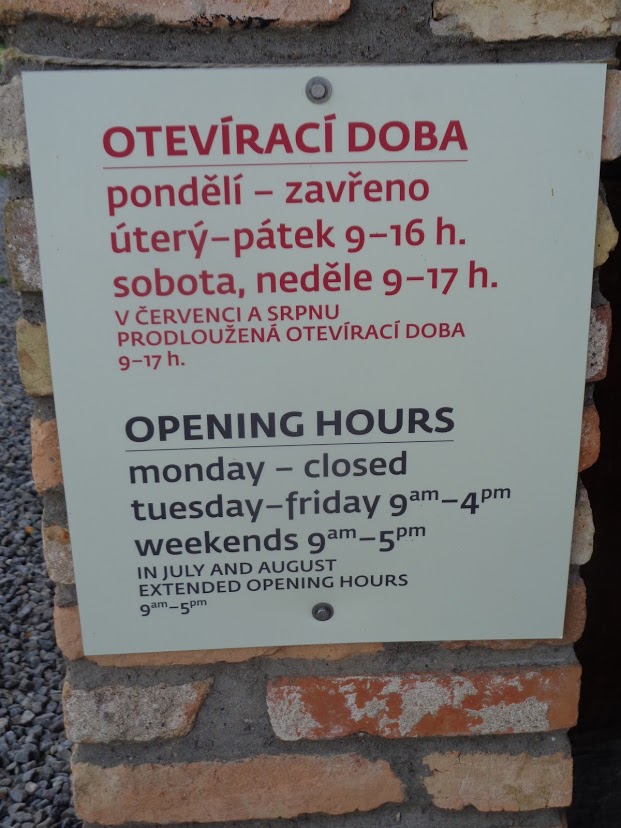 OTEVÍRACÍ DOBA
pondělí – zavřeno
úterý–pátek 9–16 h.
sobota, neděle 9–17 h.
V ČERVENCI A SRPNU
PRODLOUŽENÁ OTEVÍRACÍ DOBA
9–17 h.
OPENING HOURS
monday – closed
tuesday–friday 9am–4pm
weekends 9am–5pm
IN JULY AND AUGUST
EXTENDED OPENING HOURS
9am–5pm